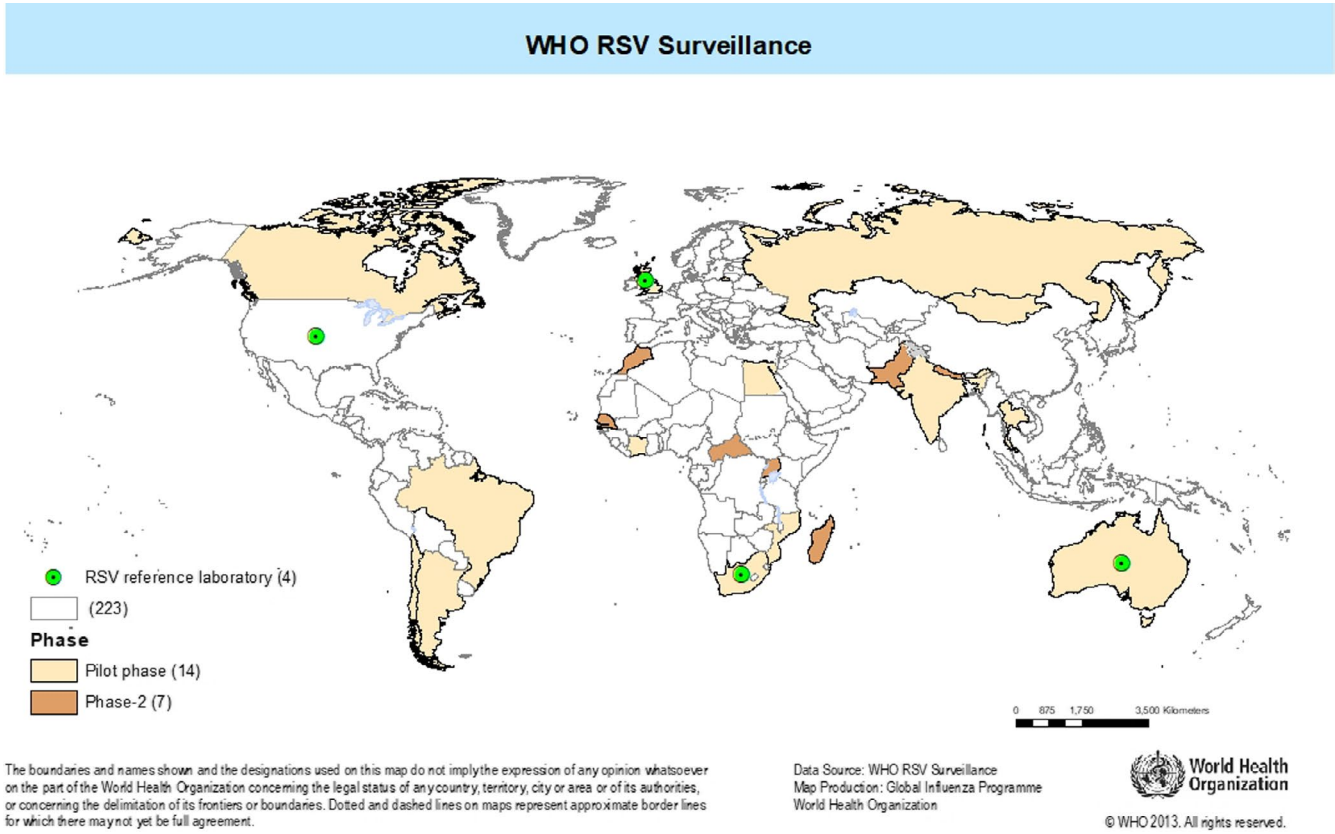 WHO RSV Surveillance
RSV reference laboratory (4)
(223)
Phase
Pilot phase (14)
Phase-2 (7)
0 875 1,750 3,500 Kilometers
The boundaries and names shown and the designations used on this map do not imply the expression of any opinion whatsoever
on the part of the World Health Organization concerning the legal status of any country, territory, city or area or of its authorities,
or concerning the delimitation of its frontiers or boundaries. Dotted and dashed lines on maps represent approximate border lines
for which there may not yet be full agreement.
Data Source: WHO RSV Surveillance
Map Production: Global Influenza Programme
World Health Organization
World Health
Organization
© WHO 2013. All rights reserved.